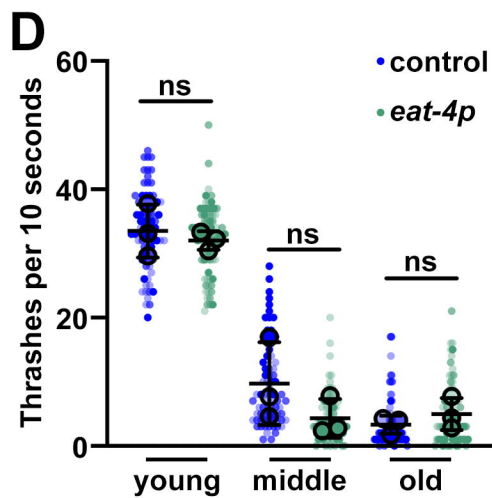 D
Thrashes per 10 seconds
60
40
20
0
control
eat-4p
ns
ns
ns
young
middle
old